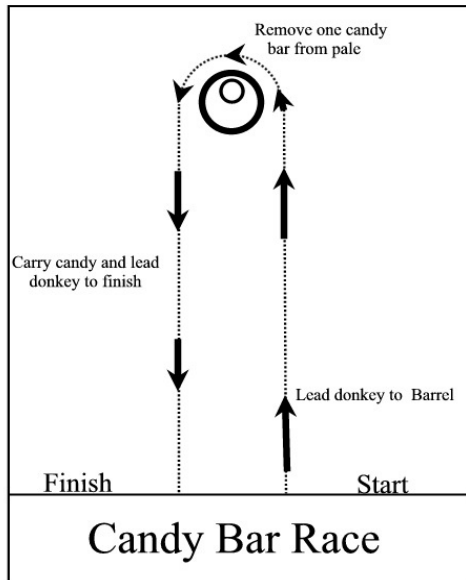 Remove one candy
bar from pale
Carry candy and lead
donkey to finish
Lead donkey to Barrel
Finish
Start
Candy Bar Race